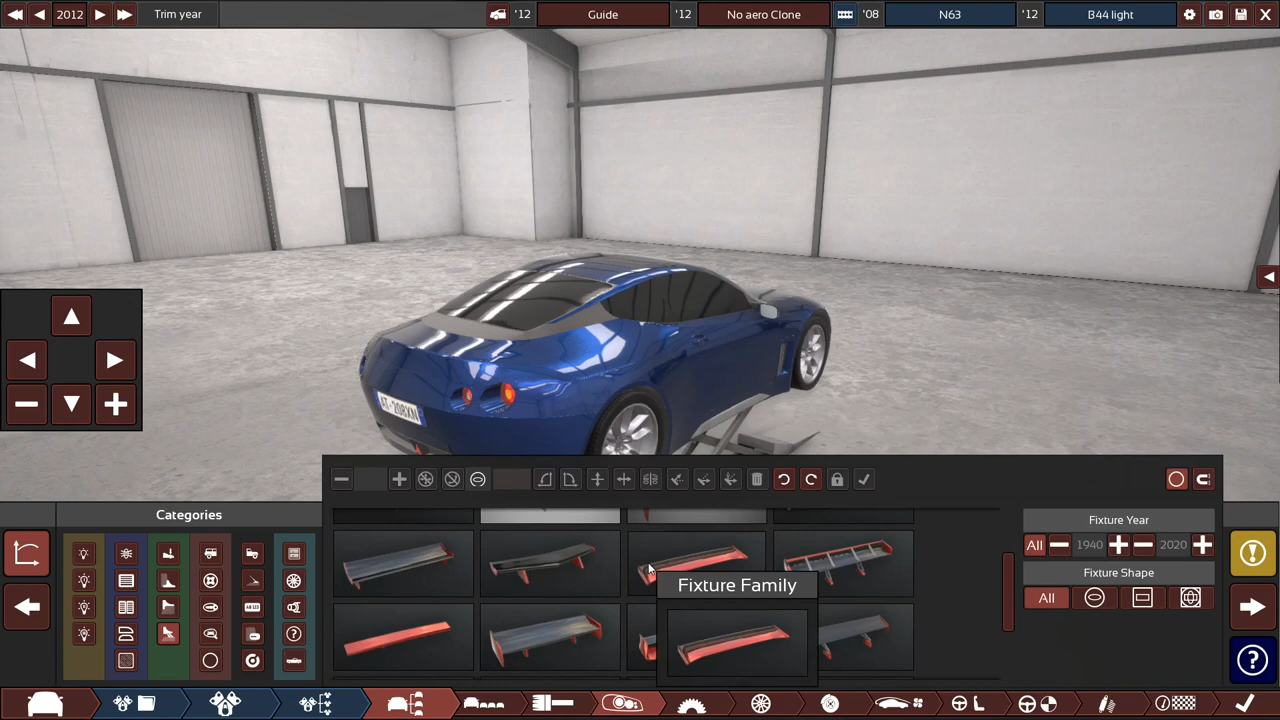 2012
Trim year
'12
Guide
'12
No aero Clone
'08
N63
'12
B44 light
AT-208XN
Categories
Fixture Year
All 1940 2020
Fixture Shape
All
Fixture Family